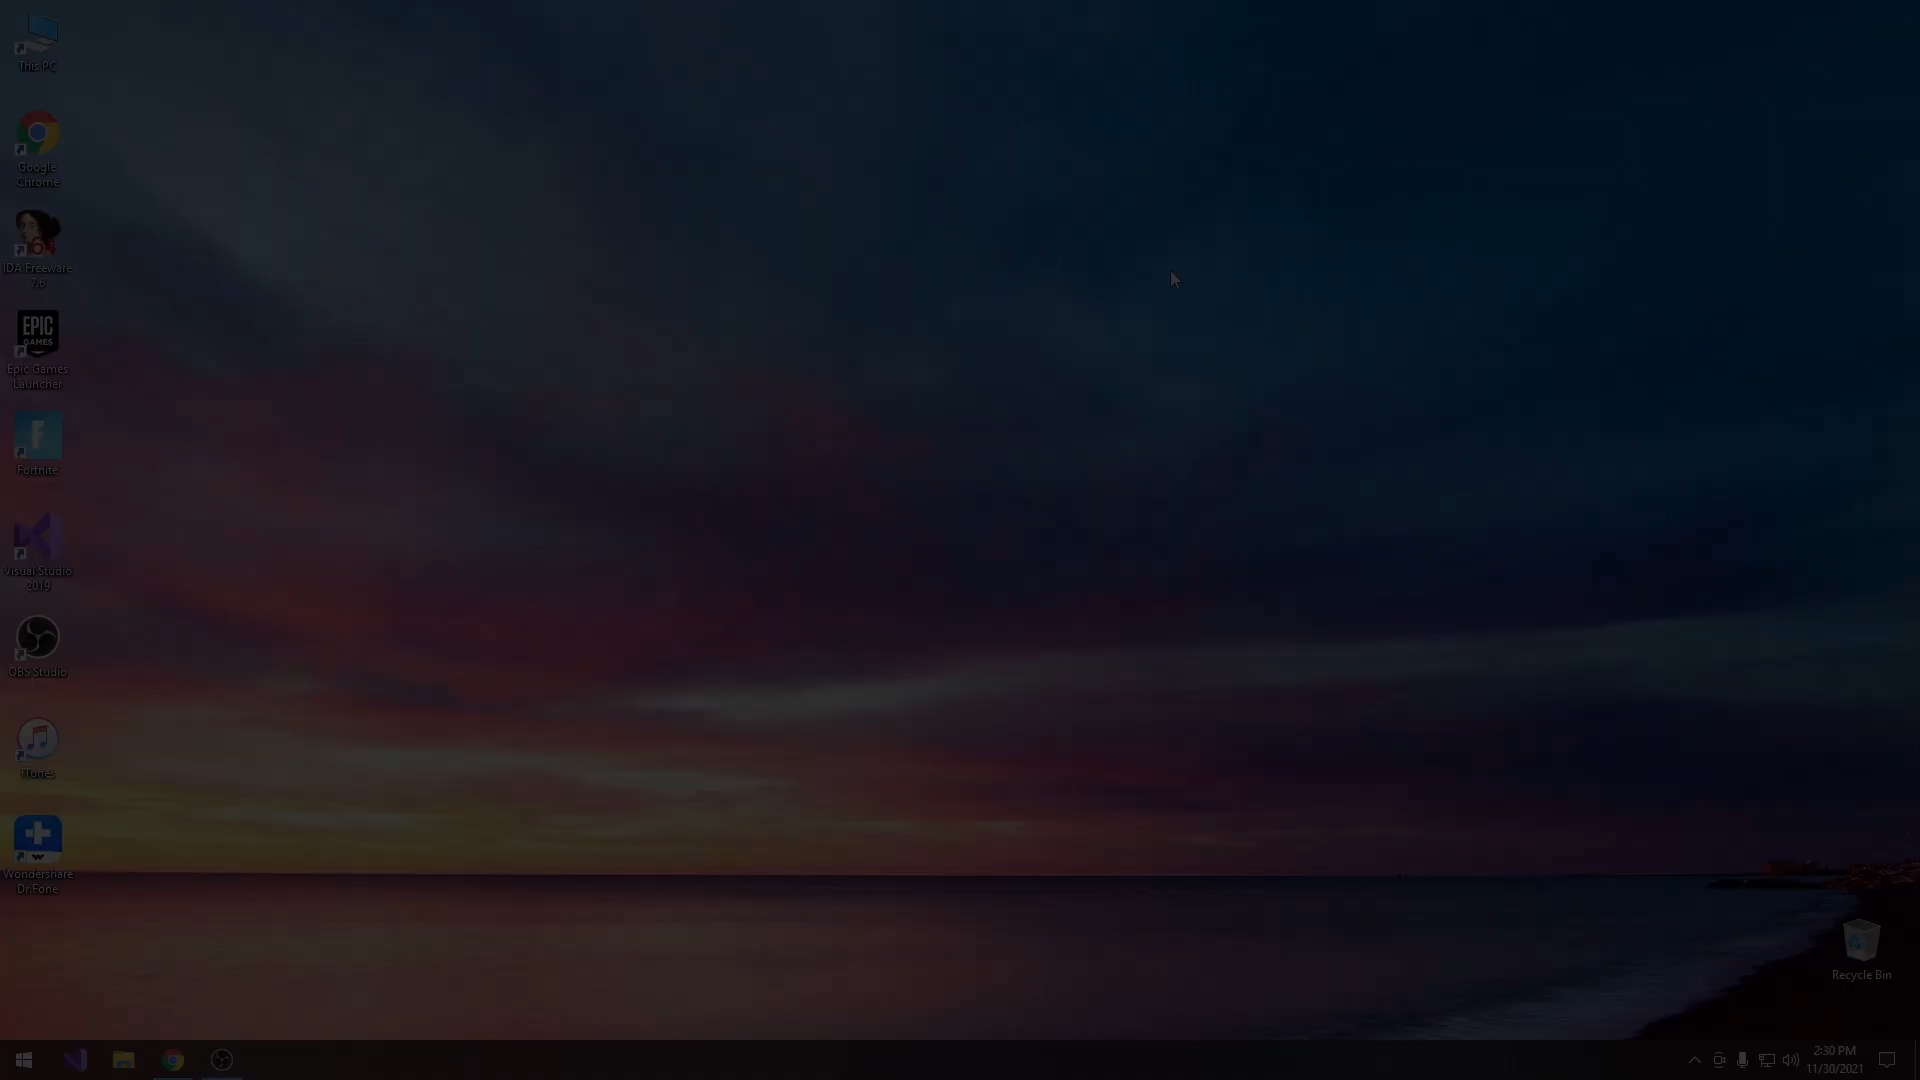 This PC
Google
Chrome
64
IDA Freeware
7.6
EPIC
GAMES
Epic Games
Launcher
F
Fortnite
Visual Studio
2019
OBS Studio
iTunes
Wondershare
Dr.Fone
Recycle Bin
2:30 PM
11/30/2021